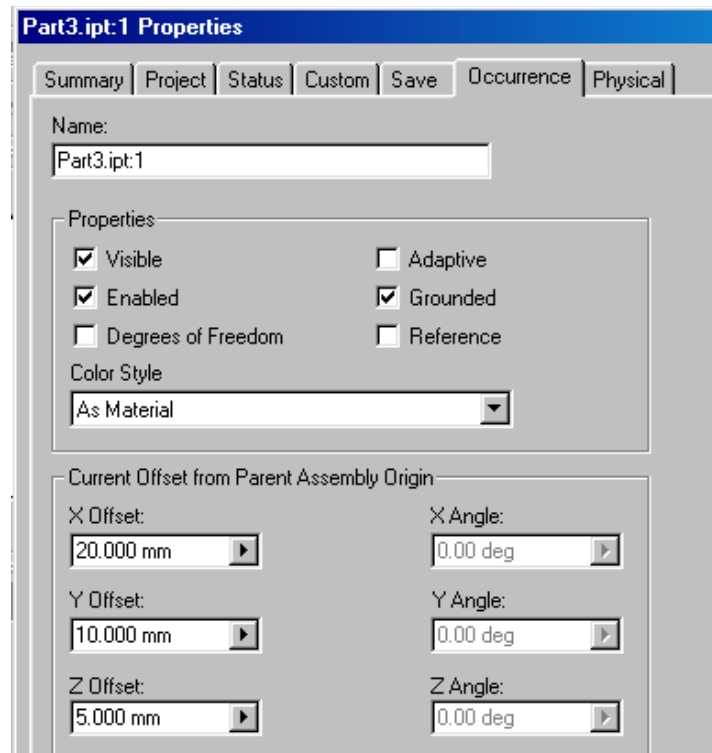 Part3.ipt:1 Properties
Summary Project Status Custom Save Occurrence Physical
Name:
Part3.ipt:1
Properties
Visible Adaptive
Enabled Grounded
Degrees of Freedom Reference
Color Style
As Material
Current Offset from Parent Assembly Origin
X Offset: X Angle:
20.000 mm 0.00 deg
Y Offset: Y Angle:
10.000 mm 0.00 deg
Z Offset: Z Angle:
5.000 mm 0.00 deg